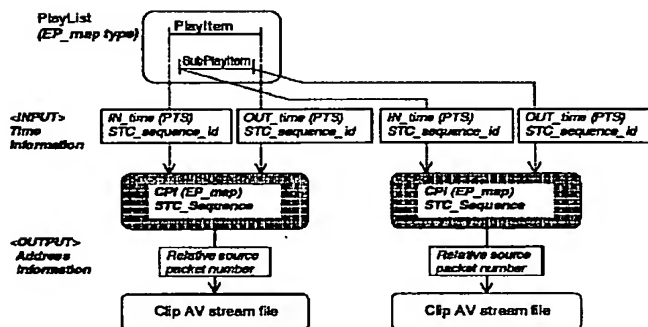 PlayList
(EP_map type)
PlayItem
SubPlayItem
<INPUT>
Time
Information
IN_time (PTS)
STC_sequence_id
OUT_time (PTS)
STC_sequence_id
IN_time (PTS)
STC_sequence_id
OUT_time (PTS)
STC_sequence_id
CPI (EP_map)
STC_Sequence
CPI (EP_map)
STC_Sequence
<OUTPUT>
Address
Information
Relative source
packet number
Relative source
packet number
Clip AV stream file
Clip AV stream file